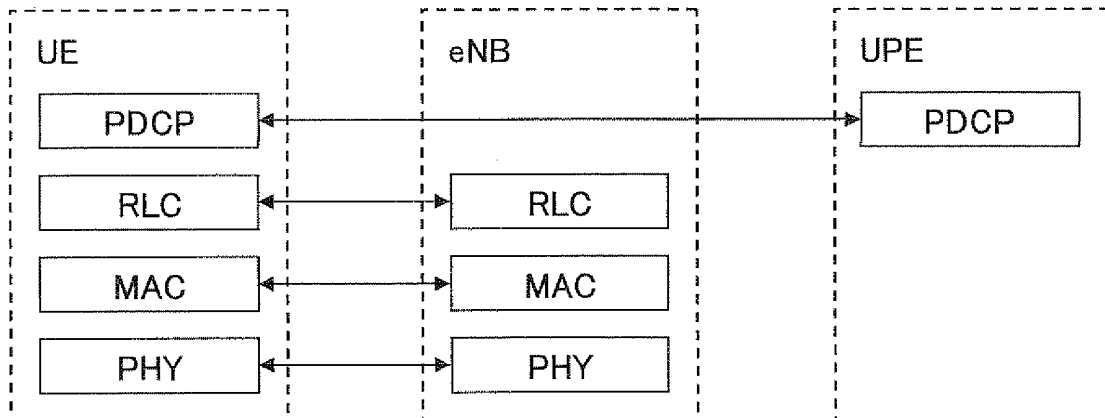 UE eNB UPE
PDCP PDCP
RLC RLC
MAC MAC
PHY PHY